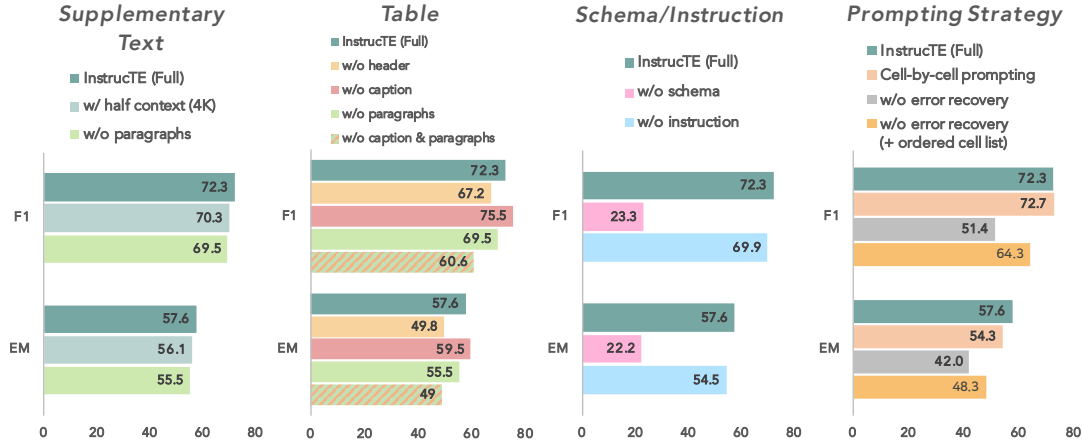 Supplementary
Text
InstrucTE (Full)
w/ half context (4K)
w/o paragraphs
F1
72.3
70.3
69.5
EM
57.6
56.1
55.5
0 20 40 60 80
Table
InstrucTE (Full)
w/o header
w/o caption
w/o paragraphs
w/o caption & paragraphs
F1
72.3
67.2
75.5
69.5
60.6
EM
57.6
49.8
59.5
55.5
49
0 20 40 60 80
Schema/Instruction
InstrucTE (Full)
w/o schema
w/o instruction
F1
72.3
23.3
69.9
EM
57.6
22.2
54.5
0 20 40 60 80
Prompting Strategy
InstrucTE (Full)
Cell-by-cell prompting
w/o error recovery
w/o error recovery
(+ ordered cell list)
F1
72.3
72.7
51.4
64.3
EM
57.6
54.3
42.0
48.3
0 20 40 60 80